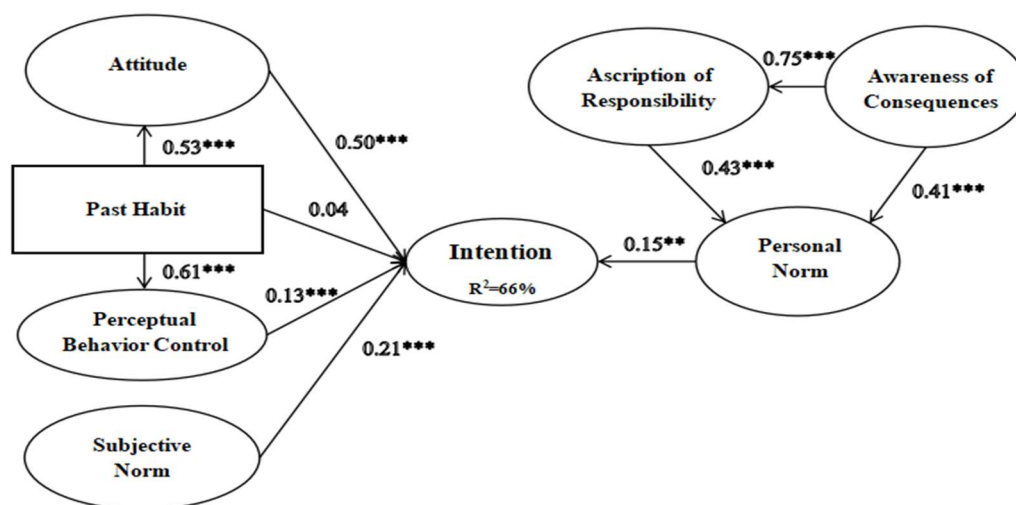 Attitude
0.53***
Past Habit
0.61***
Perceptual
Behavior Control
Subjective
Norm
0.50***
0.04
0.13***
0.21***
Intention
R²=66%
0.15**
Ascription of
Responsibility
0.75***
Awareness of
Consequences
0.43***
0.41***
Personal
Norm